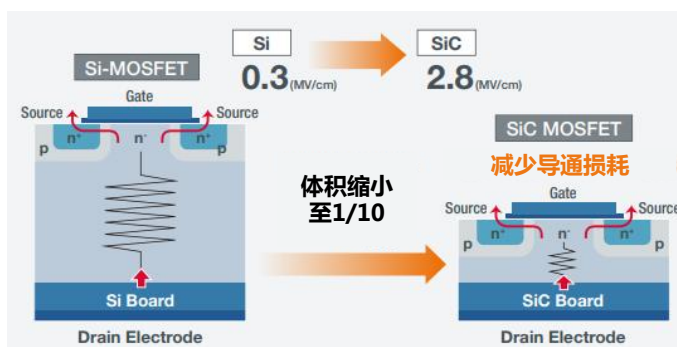 Si
SiC
0.3(MV/cm)
2.8(MV/cm)
Si-MOSFET
Gate
Source
Source
n+
n-
n+
p
p
Si Board
Drain Electrode
体积缩小
至1/10
SiC MOSFET
减少导通损耗
Gate
Source
Source
n+
n-
n+
p
p
SiC Board
Drain Electrode